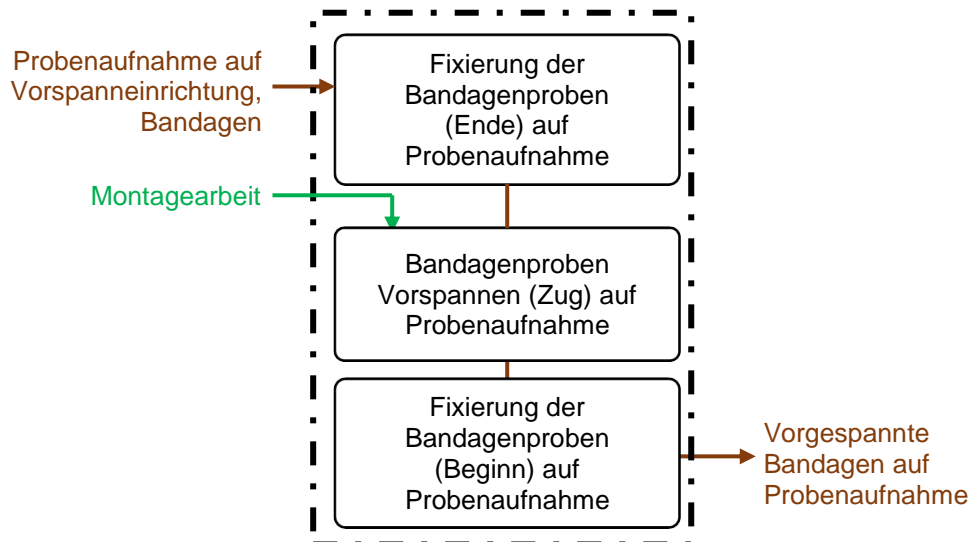 Probenaufnahme auf
Vorspanneinrichtung,
Bandagen
Fixierung der
Bandagenproben
(Ende) auf
Probenaufnahme
Montagearbeit
Bandagenproben
Vorspannen (Zug) auf
Probenaufnahme
Fixierung der
Bandagenproben
(Beginn) auf
Probenaufnahme
Vorgespannte
Bandagen auf
Probenaufnahme